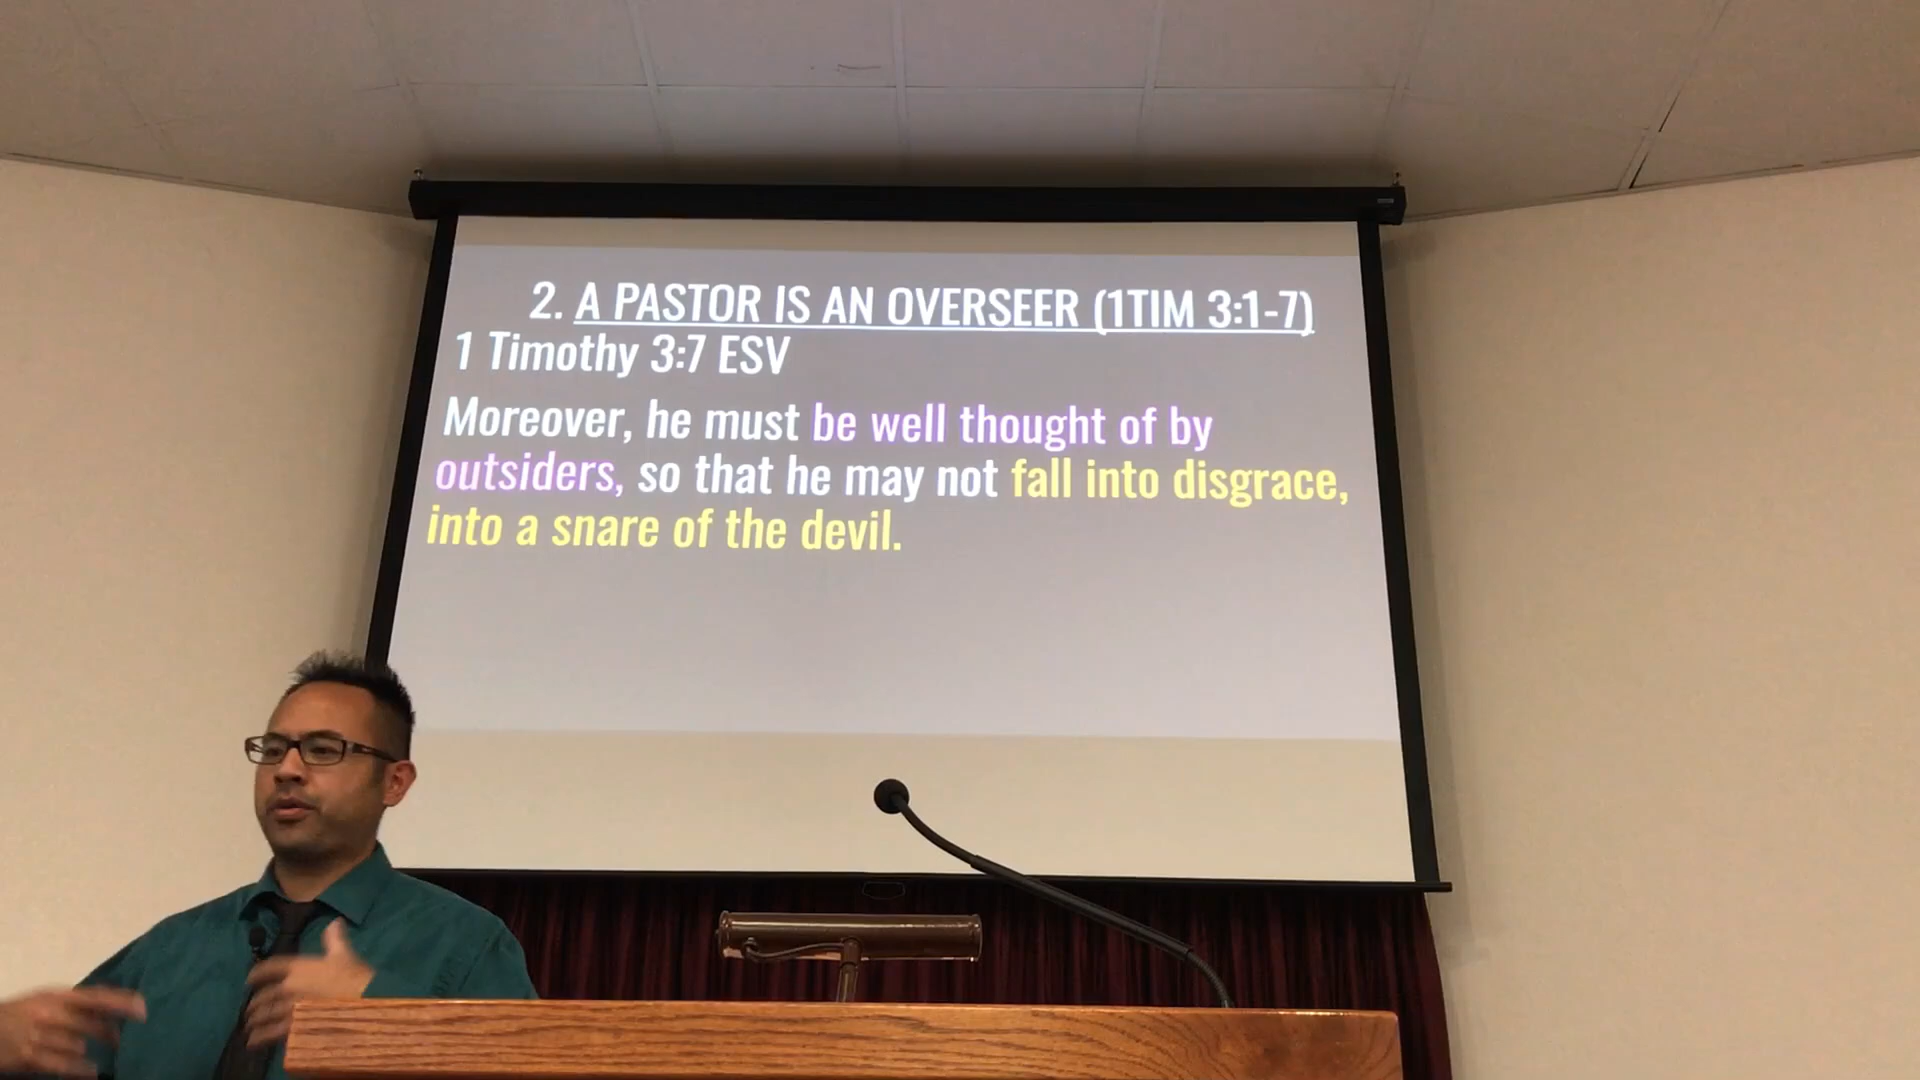 2. A PASTOR IS AN OVERSEER (1TIM 3:1-7)
1 Timothy 3:7 ESV
Moreover, he must be well thought of by
outsiders, so that he may not fall into disgrace,
into a snare of the devil.